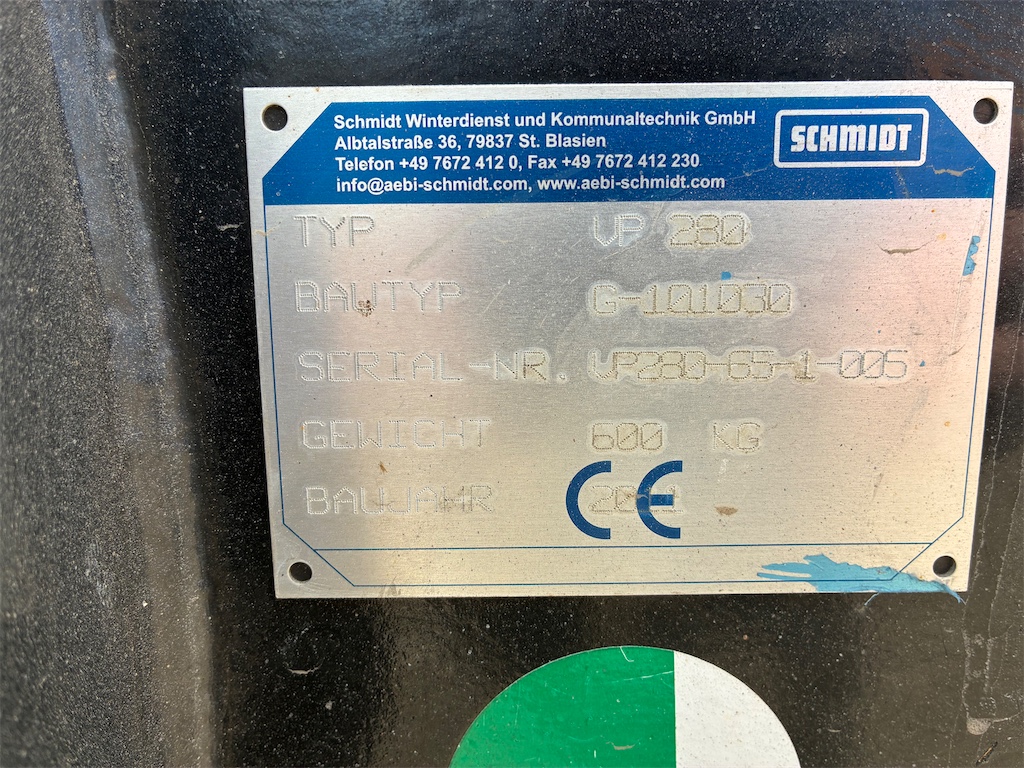 Schmidt Winterdienst und Kommunaltechnik GmbH
Albtalstraße 36, 79837 St. Blasien
Telefon +49 7672 412 0, Fax +49 7672 412 230
info@aebi-schmidt.com, www.aebi-schmidt.com
SCHMIDT
TYP VP 280
BAUTYP G-101030
SERIAL-NR. VP280-65-1-005
GEWICHT 600 KG
BAUJAHR
CE